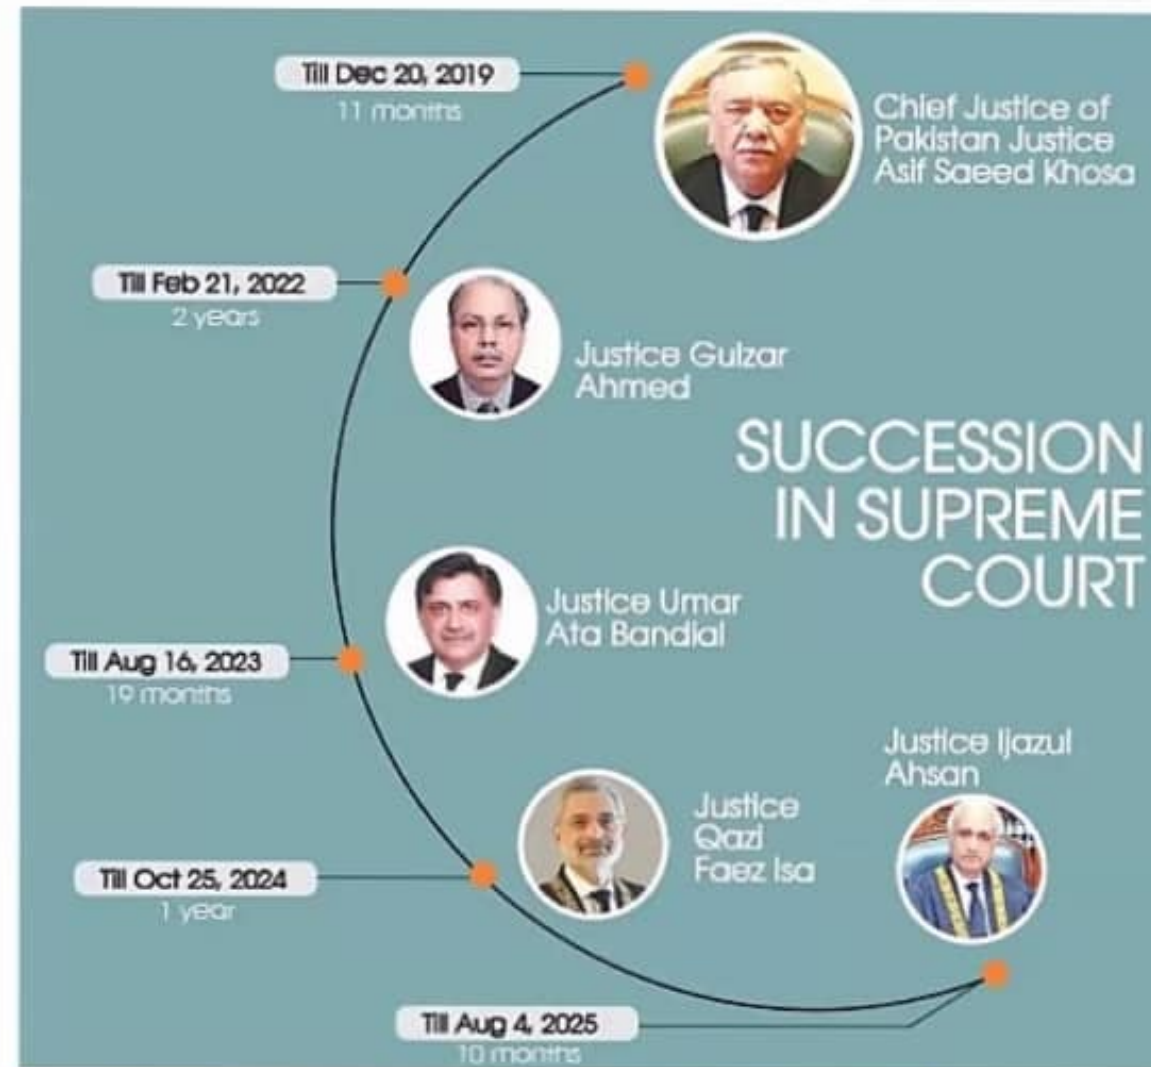 Till Dec 20, 2019
11 months
Chief Justice of
Pakistan Justice
Asif Saeed Khosa
Till Feb 21, 2022
2 years
Justice Gulzar
Ahmed
SUCCESSION
IN SUPREME
COURT
Justice Umar
Ata Bandial
Till Aug 16, 2023
19 months
Justice Ijazul
Ahsan
Justice
Qazi
Faez Isa
Till Oct 25, 2024
1 year
Till Aug 4, 2025
10 months